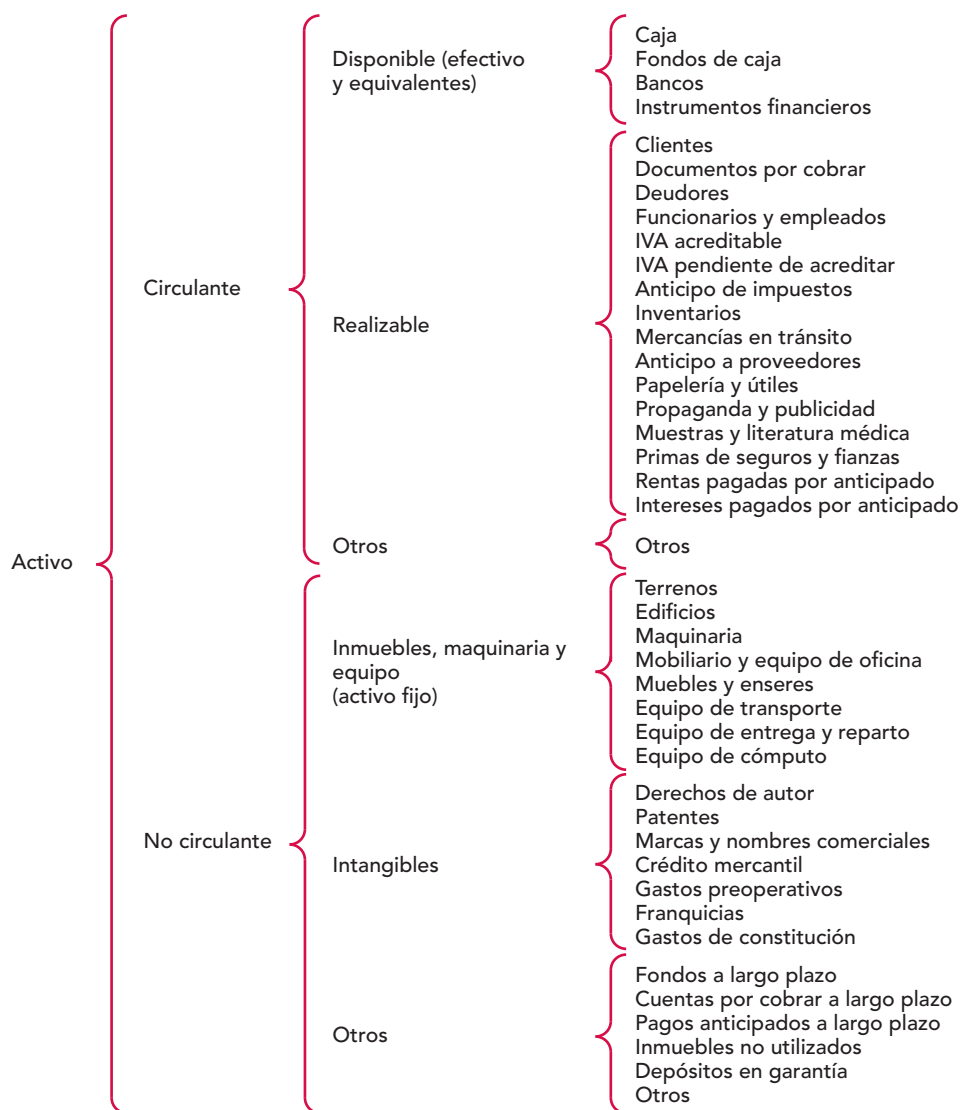 Activo
Circulante
Disponible (efectivo
y equivalentes)
Caja
Fondos de caja
Bancos
Instrumentos financieros
Realizable
Clientes
Documentos por cobrar
Deudores
Funcionarios y empleados
IVA acreditable
IVA pendiente de acreditar
Anticipo de impuestos
Inventarios
Mercancías en tránsito
Anticipo a proveedores
Papelería y útiles
Propaganda y publicidad
Muestras y literatura médica
Primas de seguros y fianzas
Rentas pagadas por anticipado
Intereses pagados por anticipado
Otros
Otros
No circulante
Inmuebles, maquinaria y
equipo
(activo fijo)
Terrenos
Edificios
Maquinaria
Mobiliario y equipo de oficina
Muebles y enseres
Equipo de transporte
Equipo de entrega y reparto
Equipo de cómputo
Intangibles
Derechos de autor
Patentes
Marcas y nombres comerciales
Crédito mercantil
Gastos preoperativos
Franquicias
Gastos de constitución
Otros
Fondos a largo plazo
Cuentas por cobrar a largo plazo
Pagos anticipados a largo plazo
Inmuebles no utilizados
Depósitos en garantía
Otros